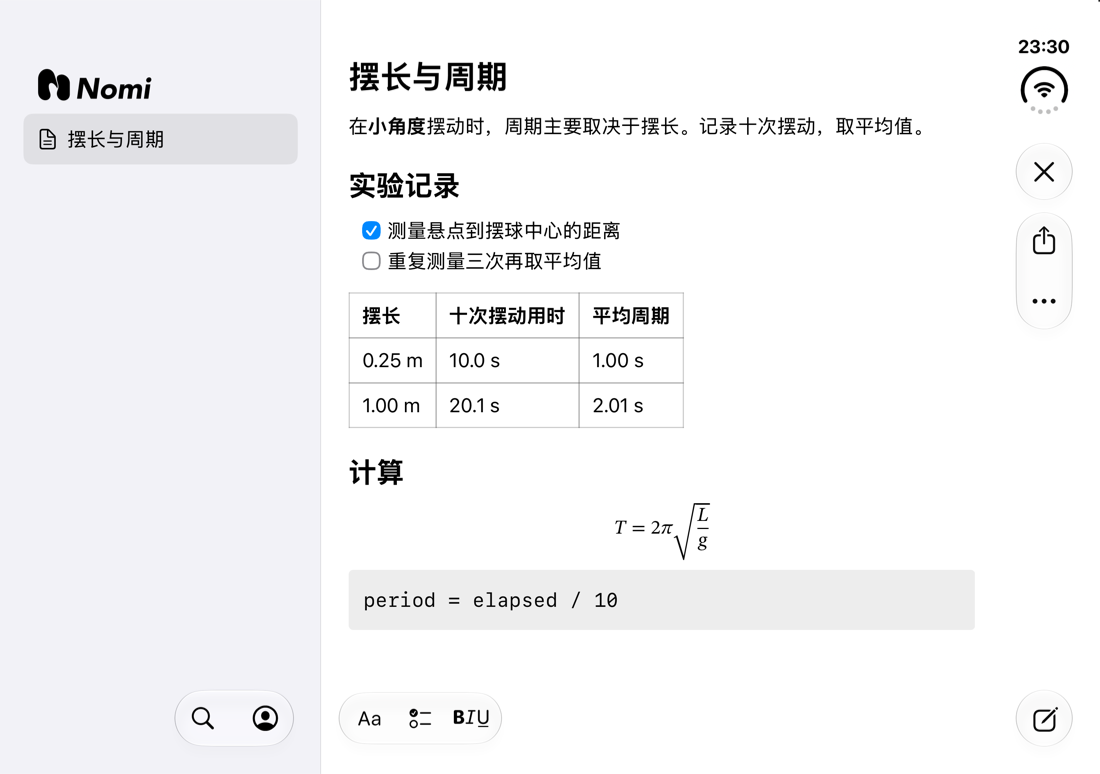 23:30
Nomi
摆长与周期
摆长与周期
在小角度摆动时，周期主要取决于摆长。记录十次摆动，取平均值。
实验记录
测量悬点到摆球中心的距离
重复测量三次再取平均值
摆长 十次摆动用时 平均周期
0.25 m 10.0 s 1.00 s
1.00 m 20.1 s 2.01 s
计算
T = 2π√(L/g)
period = elapsed / 10
Aa BIU